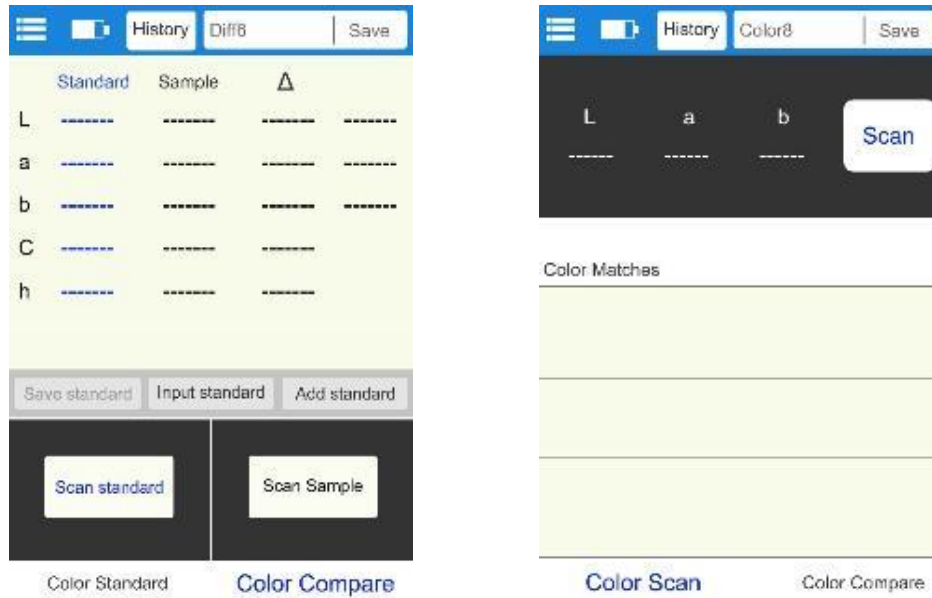 History Diff6 Save
Standard Sample Δ
L ------- ------- ------- -------
a ------- ------- ------- -------
b ------- ------- ------- -------
C ------- ------- -------
h ------- ------- -------
Save standard Input standard Add standard
Scan standard Scan Sample
Color Standard Color Compare
History Color8 Save
L a b
------ ------ ------
Scan
Color Matches
Color Scan Color Compare